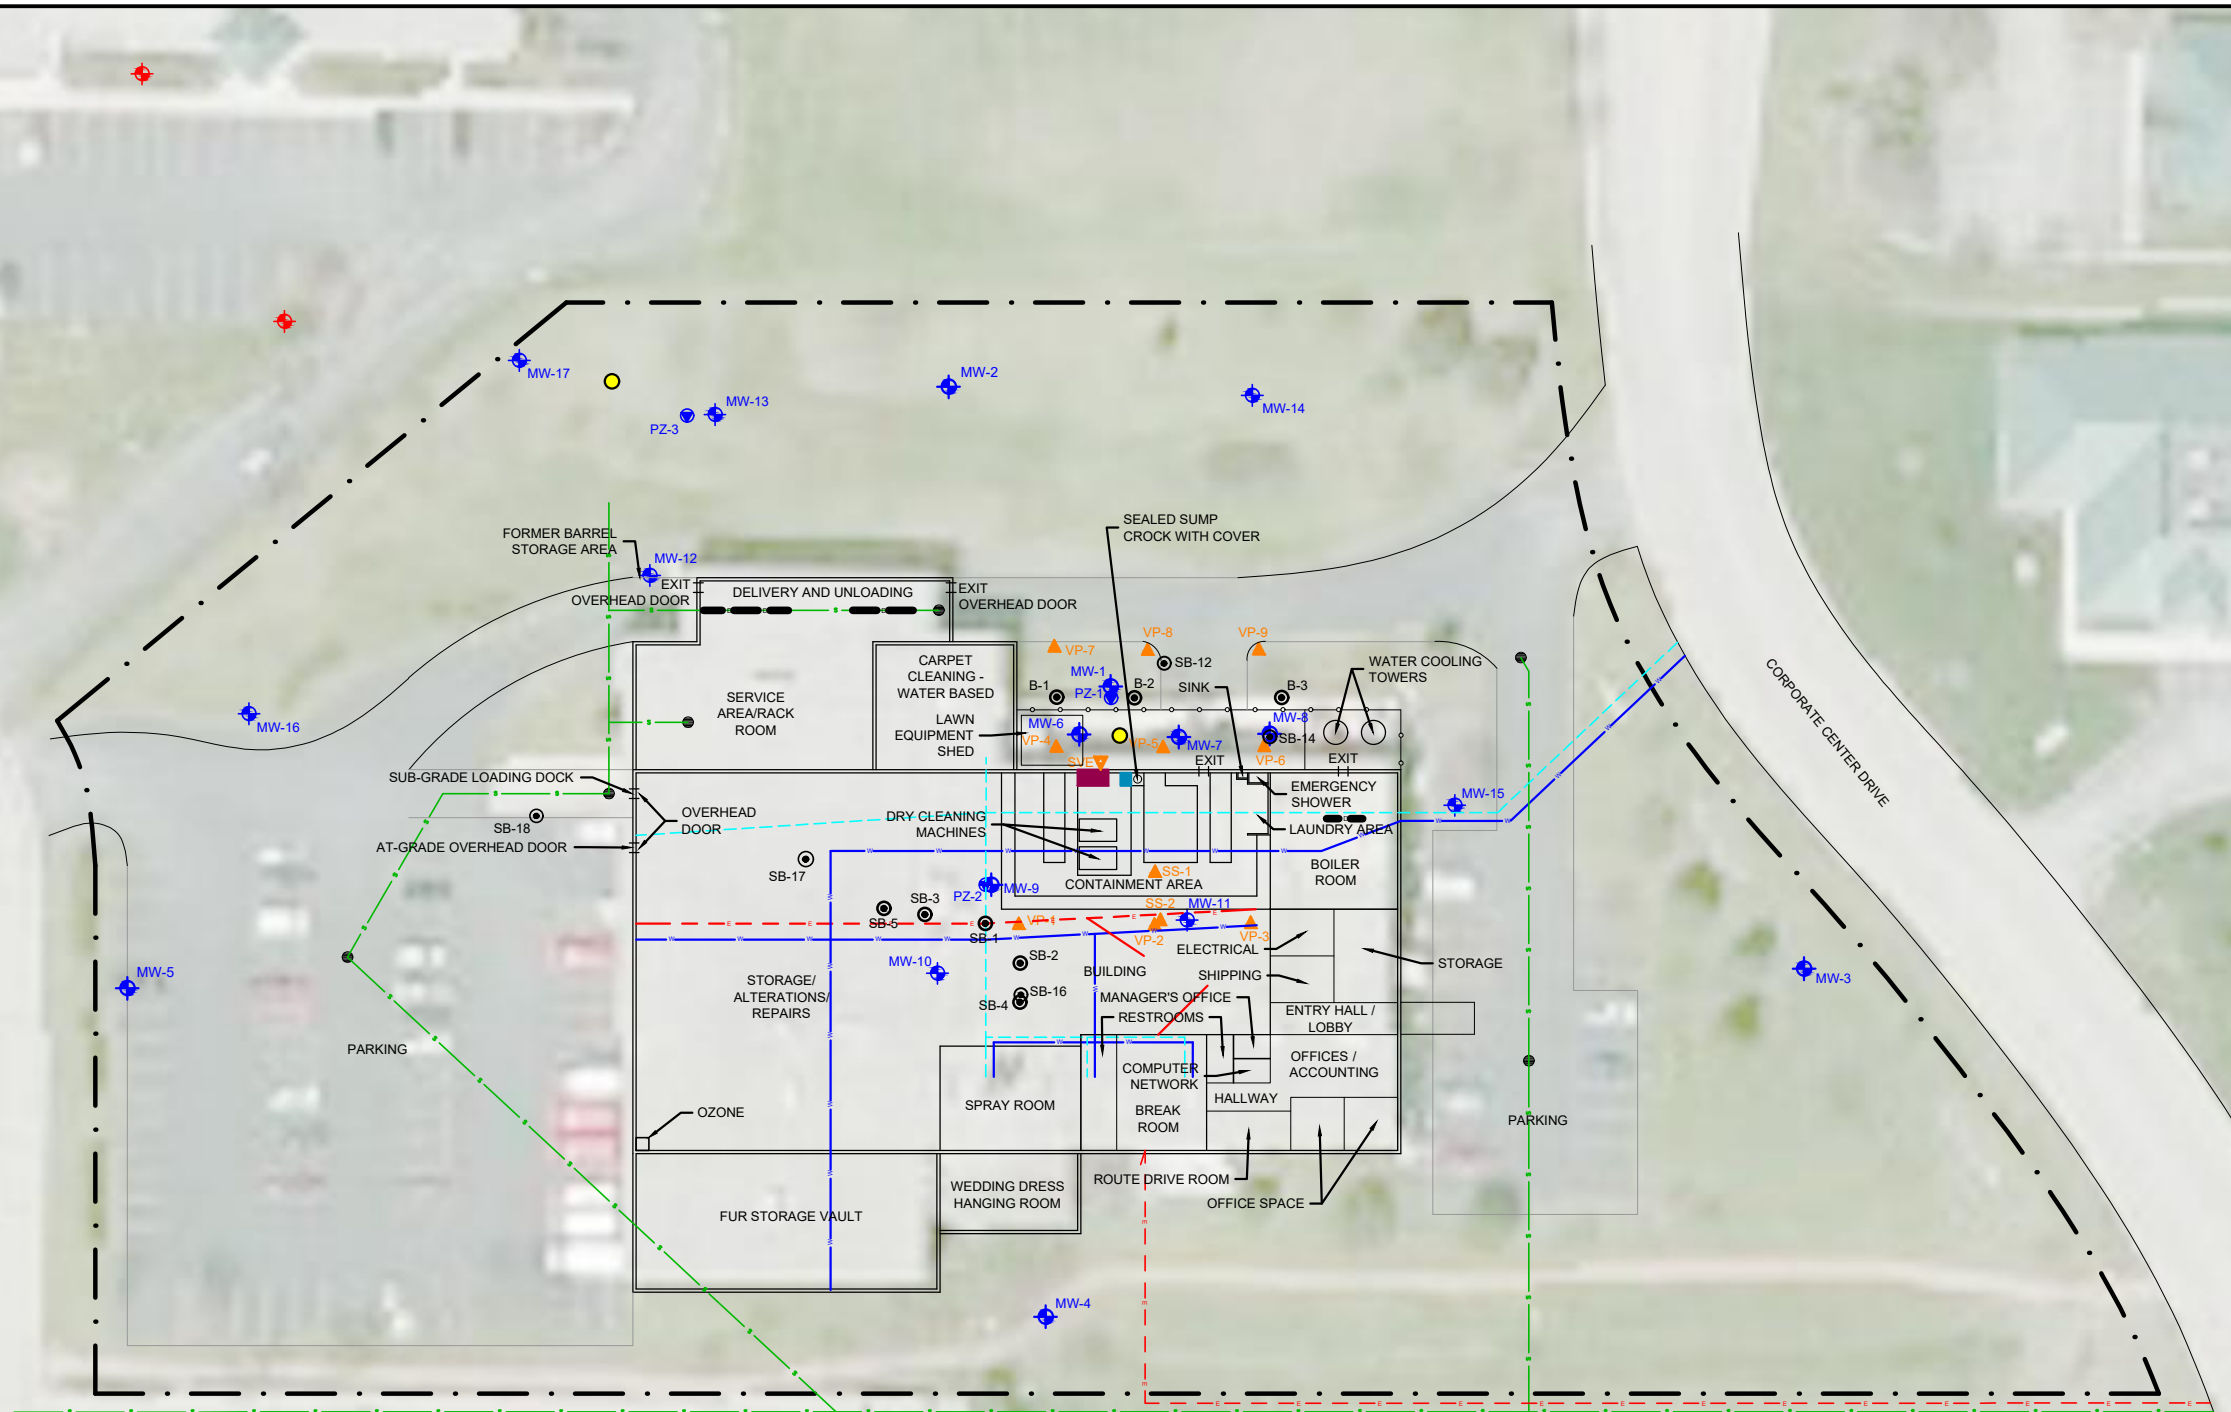 MW-17
MW-2
MW-13
MW-14
PZ-3
SEALED SUMP
CROCK WITH COVER
FORMER BARREL
STORAGE AREA
MW-12
EXIT
OVERHEAD DOOR
DELIVERY AND UNLOADING
EXIT
OVERHEAD DOOR
VP-7
VP-8
VP-9
SB-12
CARPET
CLEANING -
WATER BASED
MW-1
PZ-1
B-1
B-2
SINK
B-3
WATER COOLING
TOWERS
CORPORATE CENTER DRIVE
SERVICE
AREA/RACK
ROOM
LAWN
EQUIPMENT
SHED
MW-6
VP-4
VP-5
MW-7
MW-8
SB-14
VP-6
EXIT
EXIT
SVE
MW-16
SUB-GRADE LOADING DOCK
SB-18
AT-GRADE OVERHEAD DOOR
OVERHEAD
DOOR
DRY CLEANING
MACHINES
EMERGENCY
SHOWER
LAUNDRY AREA
MW-15
SB-17
BOILER
ROOM
SS-1
CONTAINMENT AREA
PZ-2
MW-9
SB-3
SB-5
SB-1
VP-1
SS-2
MW-11
VP-2
VP-3
ELECTRICAL
STORAGE
SB-2
MW-10
BUILDING
SHIPPING
SB-16
SB-4
MANAGER'S OFFICE
RESTROOMS
ENTRY HALL /
LOBBY
MW-5
MW-3
STORAGE/
ALTERATIONS/
REPAIRS
PARKING
COMPUTER
NETWORK
OFFICES /
ACCOUNTING
HALLWAY
SPRAY ROOM
BREAK
ROOM
OZONE
PARKING
ROUTE DRIVE ROOM
OFFICE SPACE
WEDDING DRESS
HANGING ROOM
FUR STORAGE VAULT
MW-4